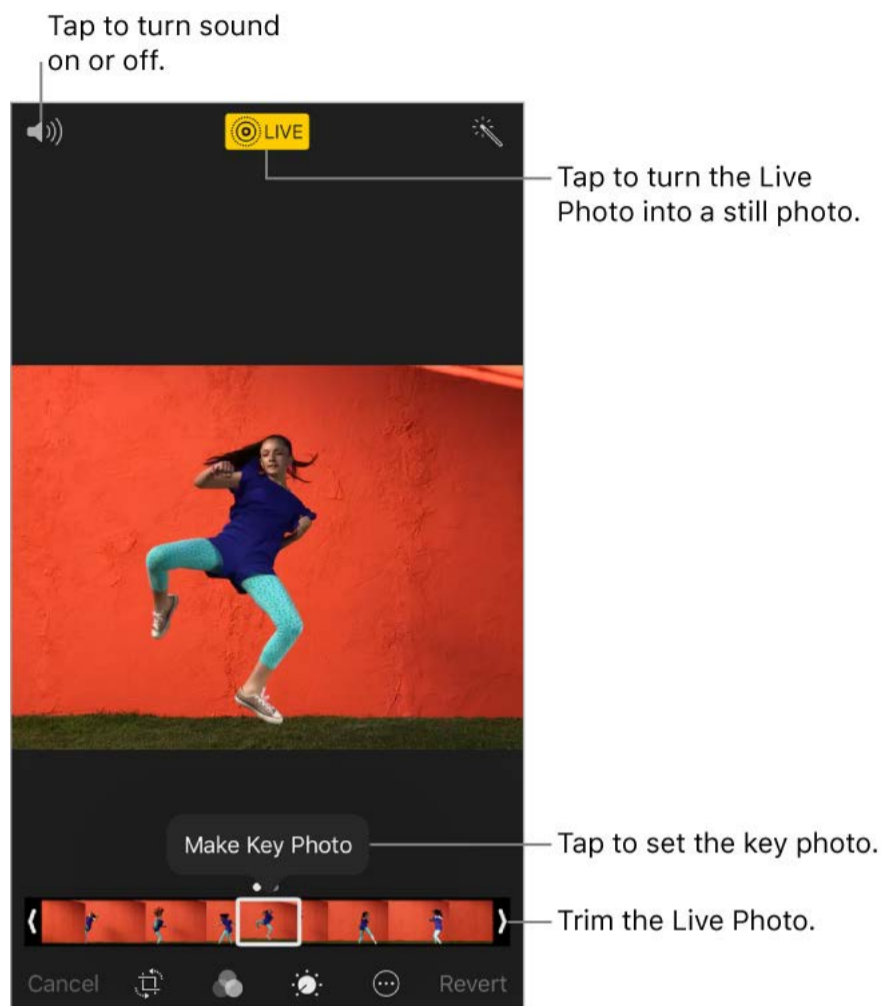 Tap to turn sound
on or off.
LIVE
Tap to turn the Live
Photo into a still photo.
Make Key Photo
Tap to set the key photo.
Trim the Live Photo.
Cancel
Revert